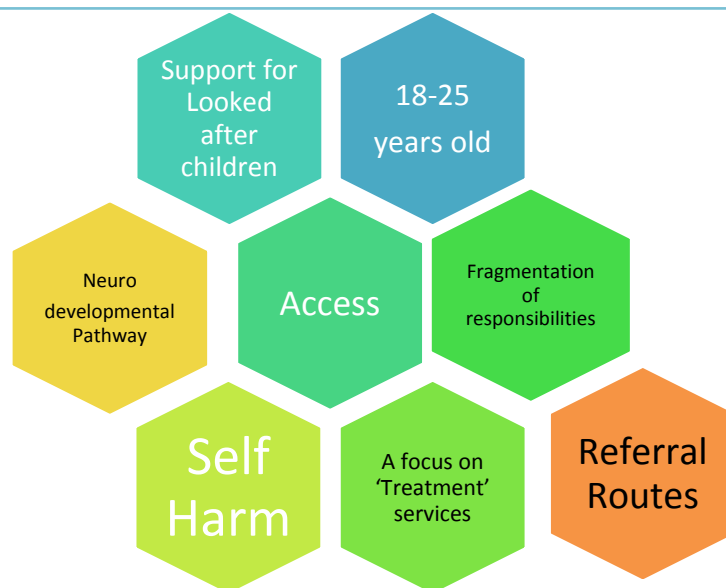 Support for
Looked
after
children
18-25
years old
Neuro
developmental
Pathway
Access
Fragmentation
of
responsibilities
Self
Harm
A focus on
‘Treatment’
services
Referral
Routes